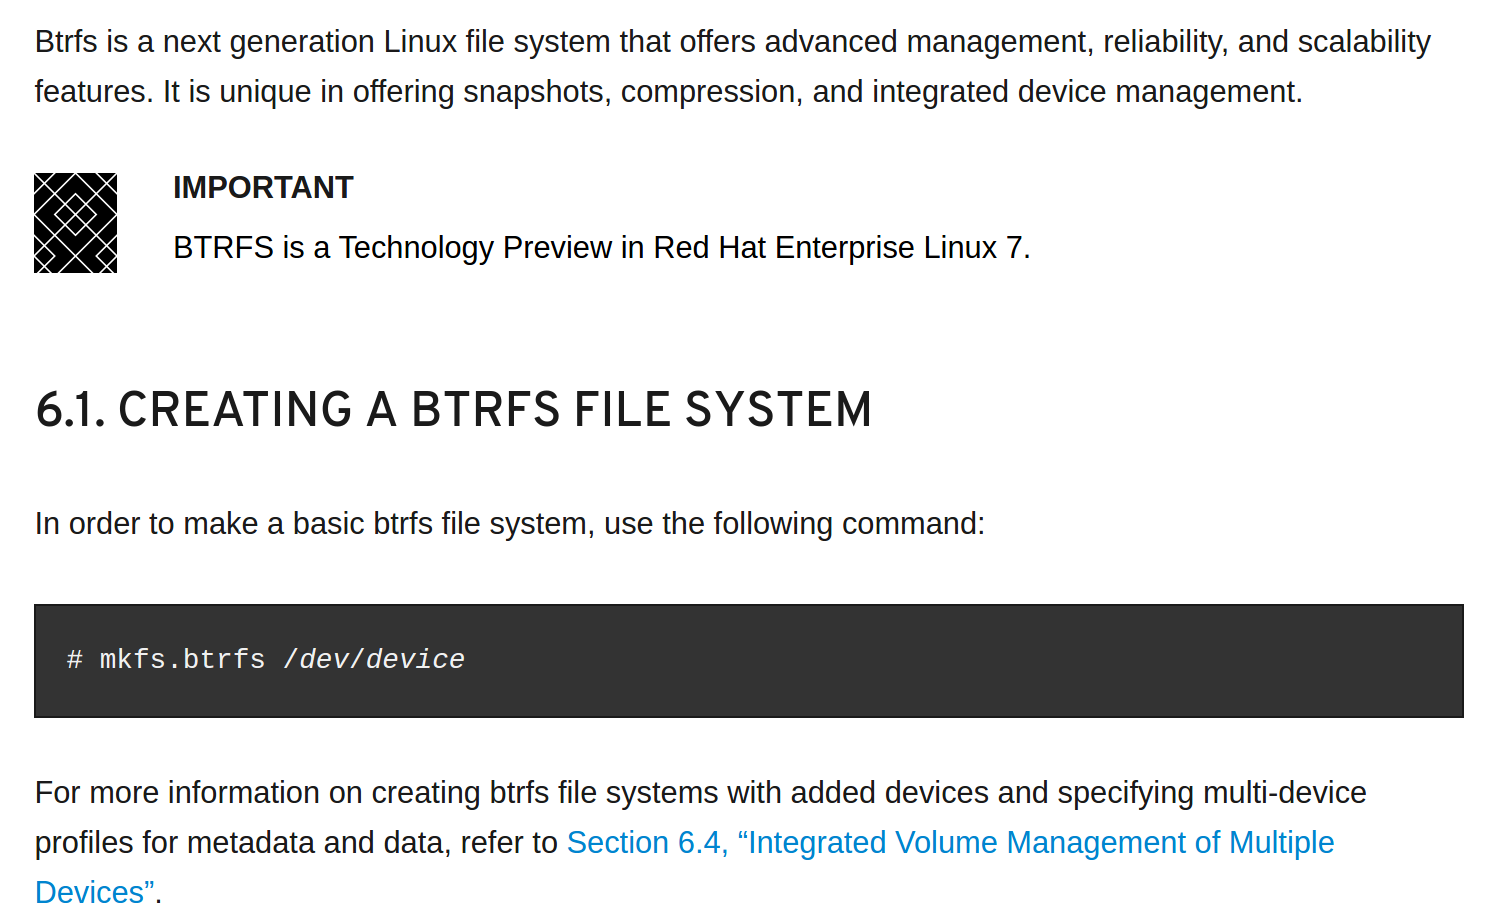 Btrfs is a next generation Linux file system that offers advanced management, reliability, and scalability
features. It is unique in offering snapshots, compression, and integrated device management.
IMPORTANT
BTRFS is a Technology Preview in Red Hat Enterprise Linux 7.
6.1. CREATING A BTRFS FILE SYSTEM
In order to make a basic btrfs file system, use the following command:
# mkfs.btrfs /dev/device
For more information on creating btrfs file systems with added devices and specifying multi-device
profiles for metadata and data, refer to Section 6.4, “Integrated Volume Management of Multiple
Devices”.